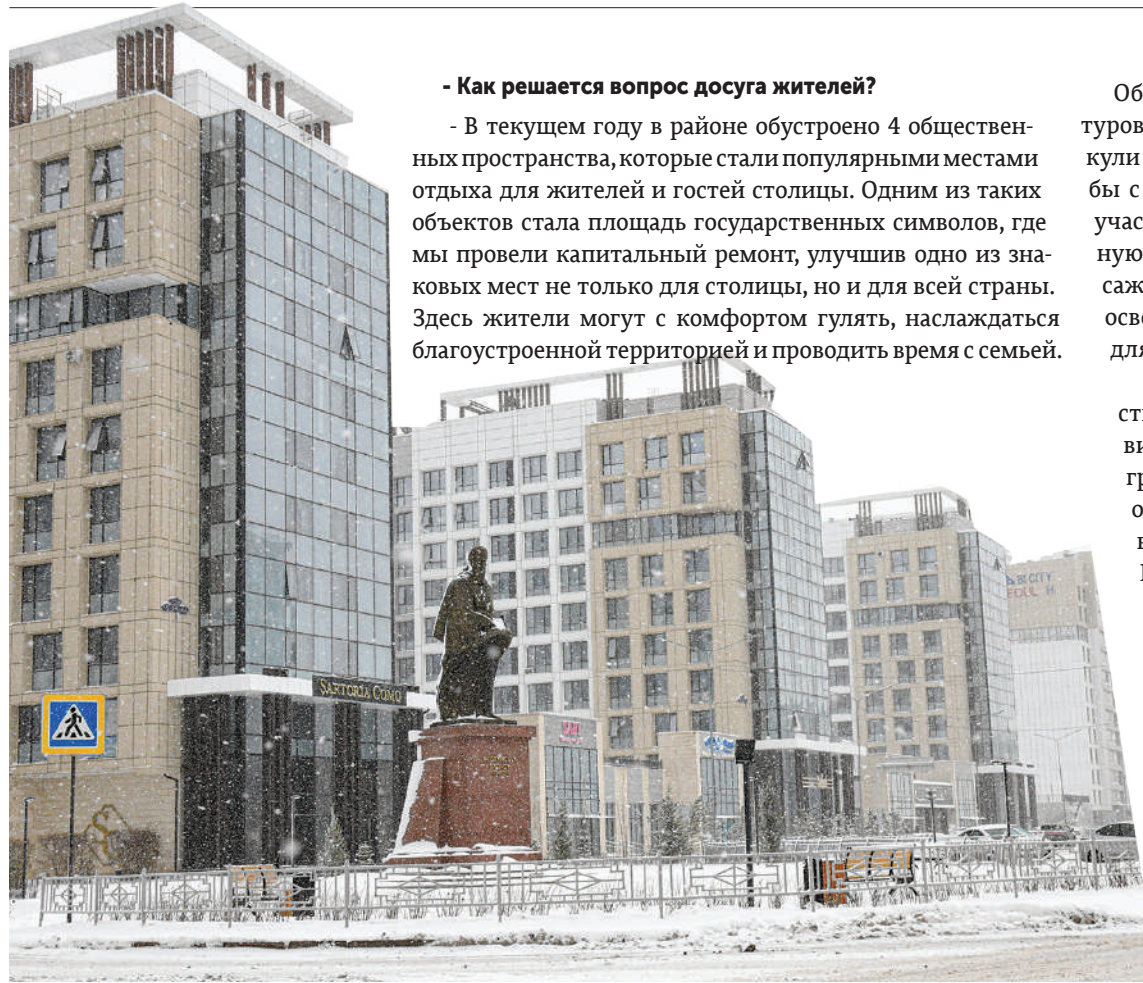 - Как решается вопрос досуга жителей?
- В текущем году в районе обустроено 4 обществен-
ных пространства, которые стали популярными местами
отдыха для жителей и гостей столицы. Одним из таких
объектов стала площадь государственных символов, где
мы провели капитальный ремонт, улучшив одно из зна-
ковых мест не только для столицы, но и для всей страны.
Здесь жители могут с комфортом гулять, наслаждаться
благоустроенной территорией и проводить время с семьей.
Об
туров
кули
бы с
учас
ную
саж
осве
для
сти
ви
гр
о
в
SARTORIA COMO
CITY